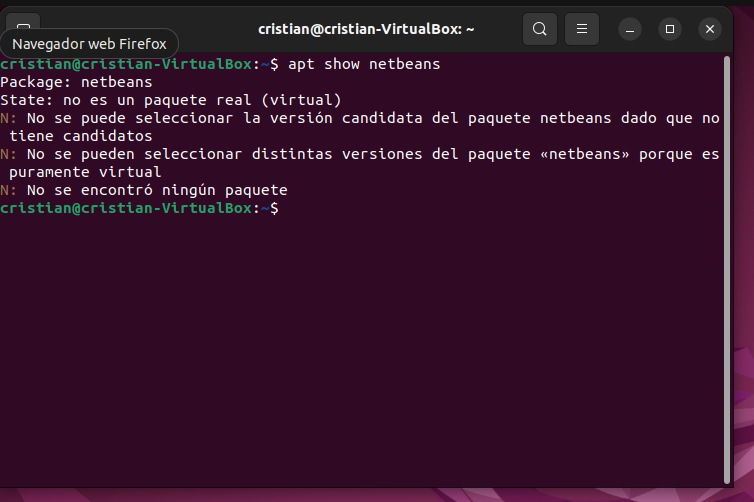 cristian@cristian-VirtualBox: ~
Navegador web Firefox
cristian@cristian-VirtualBox:~$ apt show netbeans
Package: netbeans
State: no es un paquete real (virtual)
N: No se puede seleccionar la versión candidata del paquete netbeans dado que no
tiene candidatos
N: No se pueden seleccionar distintas versiones del paquete «netbeans» porque es
puramente virtual
N: No se encontró ningún paquete
cristian@cristian-VirtualBox:~$